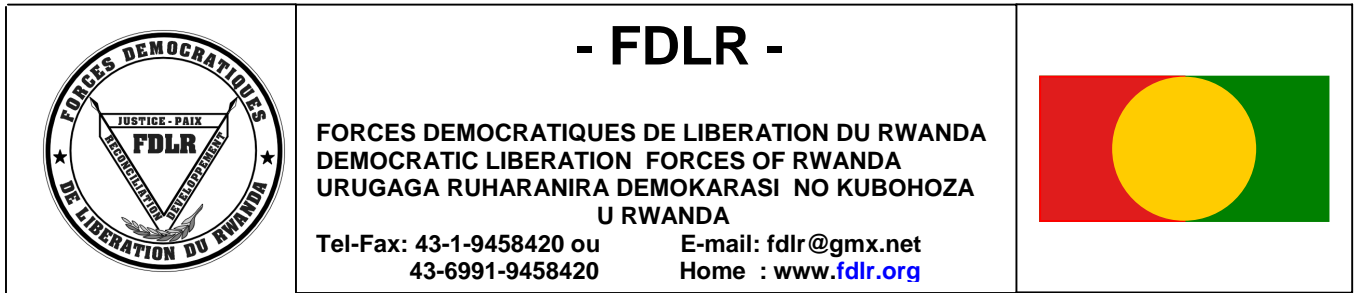 FORCES DEMOCRATIQUES
DE LIBERATION DU RWANDA
JUSTICE - PAIX
FDLR
RECONCILIATION
DEVELOPPEMENT
- FDLR -
FORCES DEMOCRATIQUES DE LIBERATION DU RWANDA
DEMOCRATIC LIBERATION FORCES OF RWANDA
URUGAGA RUHARANIRA DEMOKARASI NO KUBOHOZA
U RWANDA
Tel-Fax: 43-1-9458420 ou E-mail: fdlr@gmx.net
43-6991-9458420 Home : www.fdlr.org